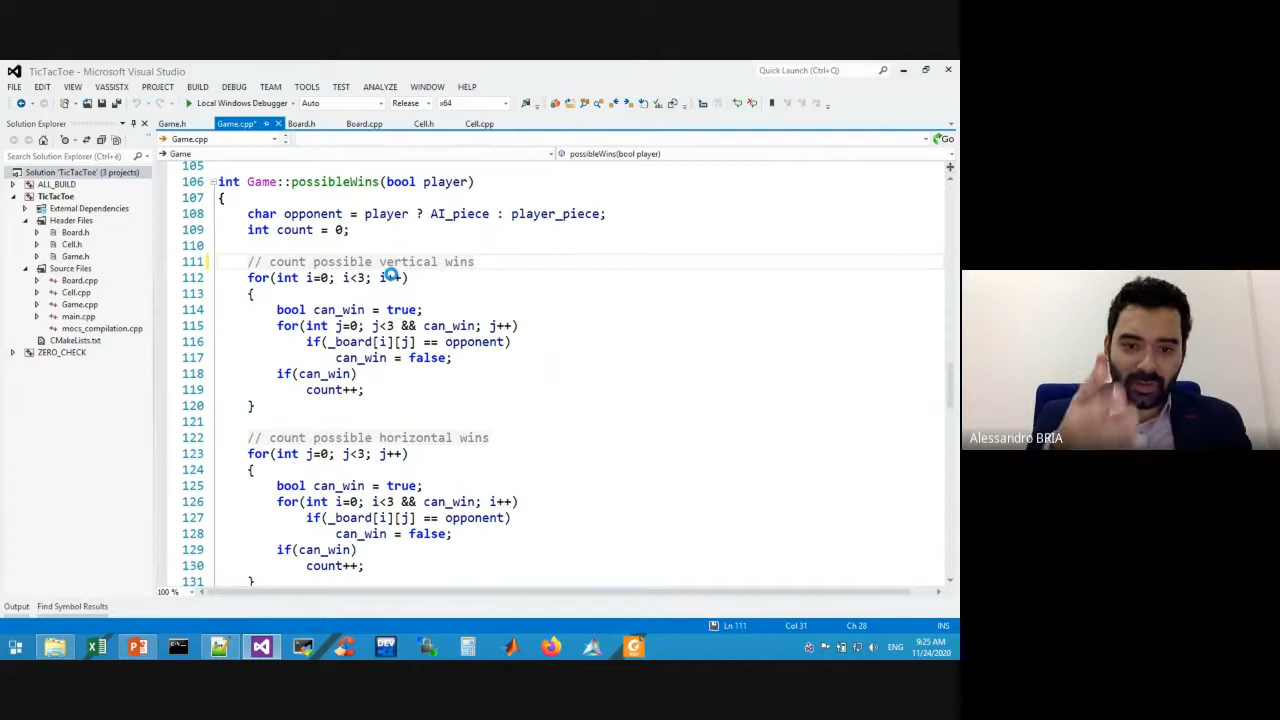 TicTacToe - Microsoft Visual Studio
Quick Launch (Ctrl+Q)
FILE EDIT VIEW VASSISTX PROJECT BUILD DEBUG TEAM TOOLS TEST ANALYZE WINDOW HELP
Local Windows Debugger Auto Release x64
Solution Explorer
Game.h Game.cpp* Board.h Board.cpp Cell.h Cell.cpp
Game.cpp
Go
Search Solution Explorer (Ctrl+è)
Game
possibleWins(bool player)
Solution 'TicTacToe' (3 projects)
ALL_BUILD
TicTacToe
External Dependencies
Header Files
Board.h
Cell.h
Game.h
Source Files
Board.cpp
Cell.cpp
Game.cpp
main.cpp
mocs_compilation.cpp
CMakeLists.txt
ZERO_CHECK
105
106 int Game::possibleWins(bool player)
107 {
108 char opponent = player ? AI_piece : player_piece;
109 int count = 0;
110
111 // count possible vertical wins
112 for(int i=0; i<3; i++)
113 {
114 bool can_win = true;
115 for(int j=0; j<3 && can_win; j++)
116 if(_board[i][j] == opponent)
117 can_win = false;
118 if(can_win)
119 count++;
120 }
121
122 // count possible horizontal wins
123 for(int j=0; j<3; j++)
124 {
125 bool can_win = true;
126 for(int i=0; i<3 && can_win; i++)
127 if(_board[i][j] == opponent)
128 can_win = false;
129 if(can_win)
130 count++;
131 }
100 %
Output Find Symbol Results
Ln 111 Col 31 Ch 28 INS
DEV
PDF
ENG
9:25 AM
11/24/2020
Alessandro BRIA